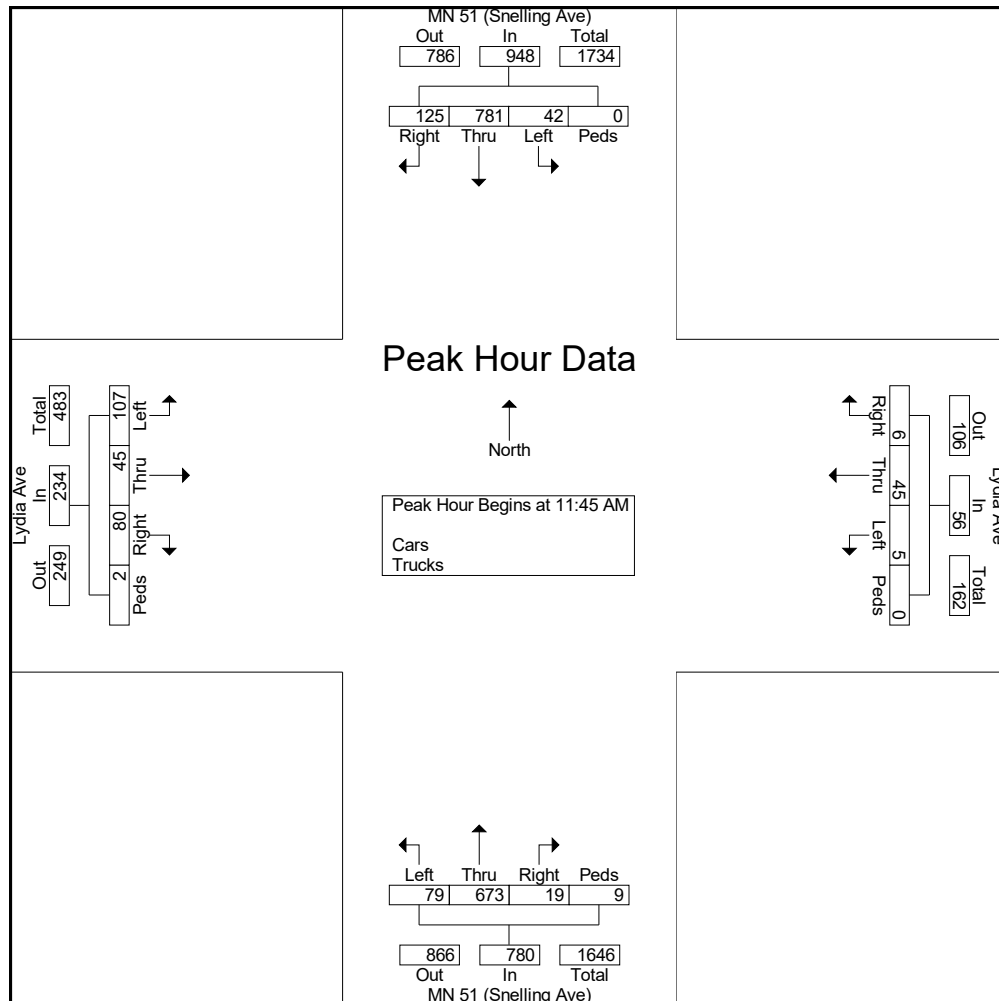 MN 51 (Snelling Ave)
Out In Total
786 948 1734
125 781 42 0
Right Thru Left Peds
Peak Hour Data
North
Peak Hour Begins at 11:45 AM
Cars
Trucks
Lydia Ave
Out In Total
249 234 483
Left Thru Right Peds
107 45 80 2
Lydia Ave
Out In Total
106 56 162
Right Thru Left Peds
6 45 5 0
Left Thru Right Peds
79 673 19 9
866 780 1646
Out In Total
MN 51 (Snelling Ave)